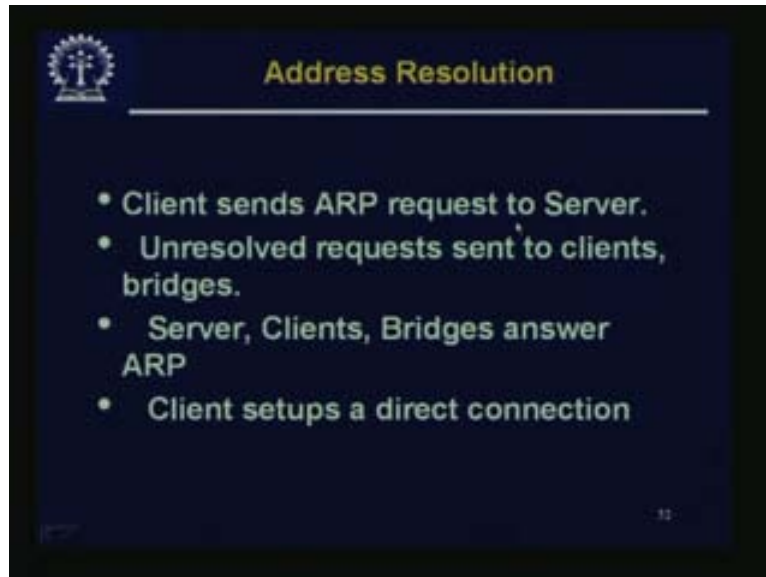 Address Resolution
• Client sends ARP request to Server.
• Unresolved requests sent to clients,
bridges.
• Server, Clients, Bridges answer
ARP
• Client setups a direct connection